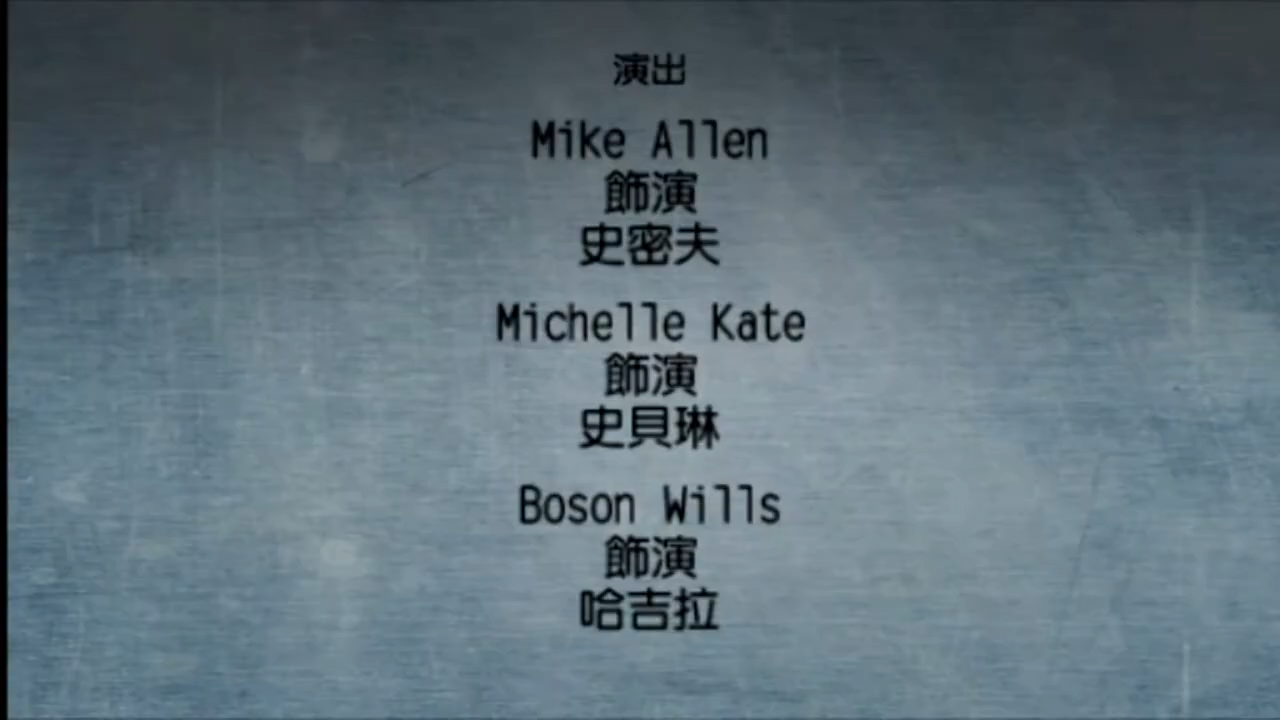 演出
Mike Allen
飾演
史密夫
Michelle Kate
飾演
史貝琳
Boson Wills
飾演
哈吉拉